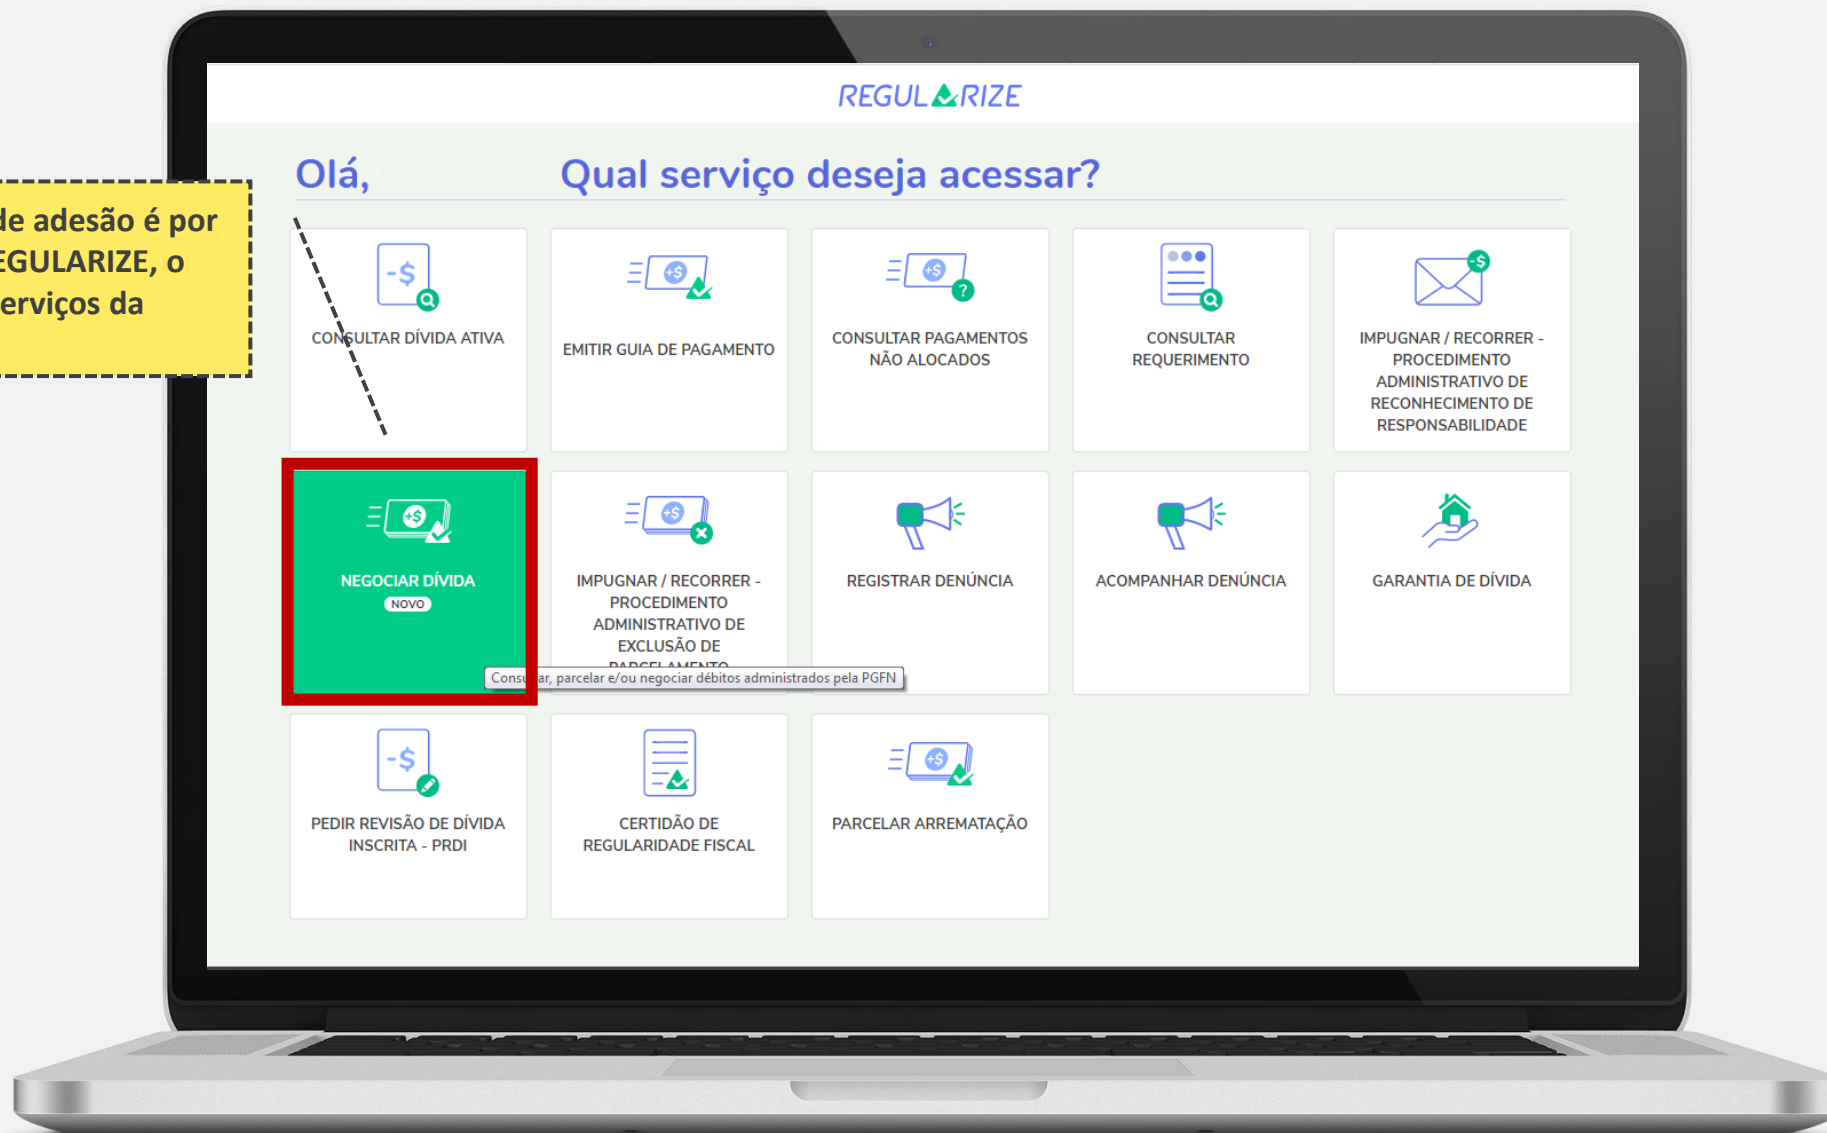 REGULARIZE
Olá, Qual serviço deseja acessar?
de adesão é por
EGULARIZE, o
erviços da
CONSULTAR DÍVIDA ATIVA
EMITIR GUIA DE PAGAMENTO
CONSULTAR PAGAMENTOS
NÃO ALOCADOS
CONSULTAR
REQUERIMENTO
IMPUGNAR / RECORRER -
PROCEDIMENTO
ADMINISTRATIVO DE
RECONHECIMENTO DE
RESPONSABILIDADE
NEGOCIAR DÍVIDA
NOVO
IMPUGNAR / RECORRER -
PROCEDIMENTO
ADMINISTRATIVO DE
EXCLUSÃO DE
PARCELAMENTO
Consultar, parcelar e/ou negociar débitos administrados pela PGFN
REGISTRAR DENÚNCIA
ACOMPANHAR DENÚNCIA
GARANTIA DE DÍVIDA
PEDIR REVISÃO DE DÍVIDA
INSCRITA - PRDI
CERTIDÃO DE
REGULARIDADE FISCAL
PARCELAR ARREMATAÇÃO